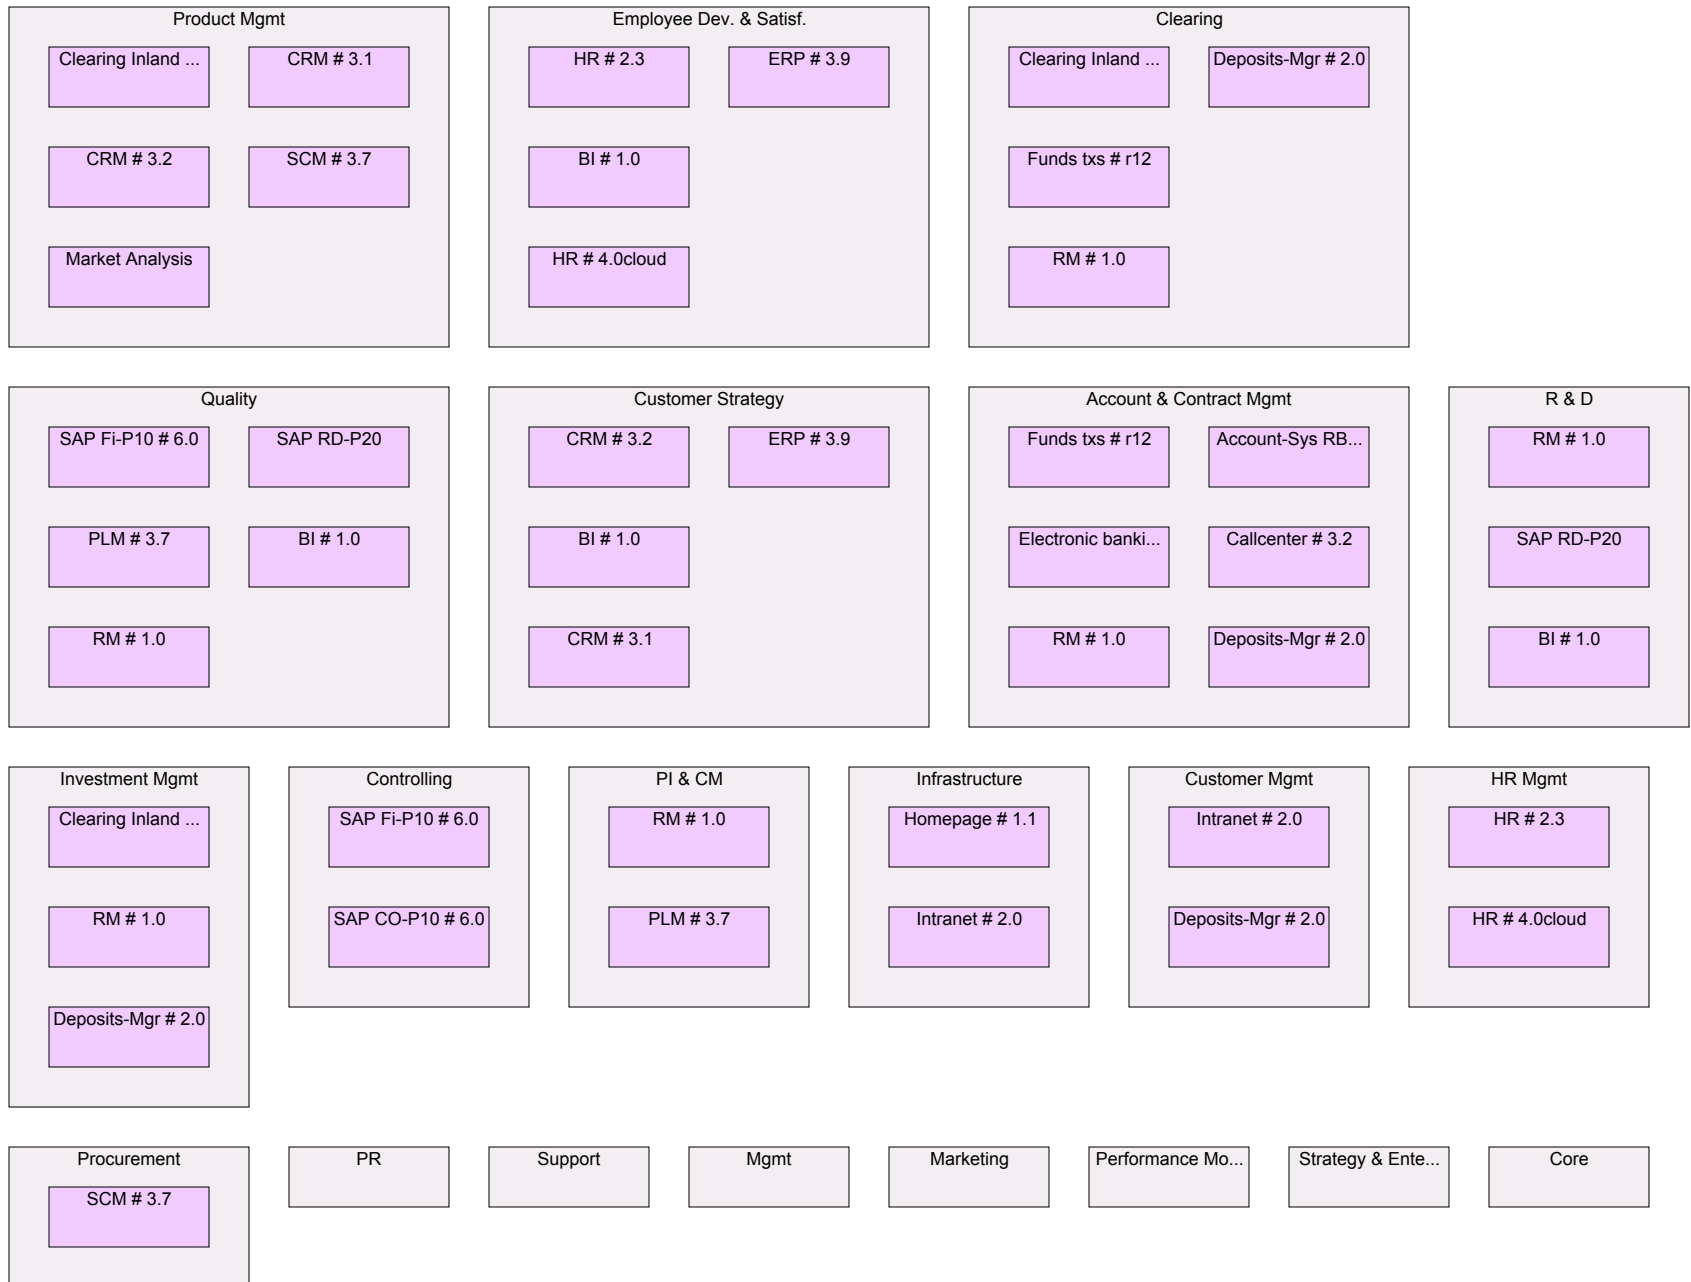 Product Mgmt
Clearing Inland ...
CRM # 3.1
CRM # 3.2
SCM # 3.7
Market Analysis
Employee Dev. & Satisf.
HR # 2.3
ERP # 3.9
BI # 1.0
HR # 4.0cloud
Clearing
Clearing Inland ...
Deposits-Mgr # 2.0
Funds txs # r12
RM # 1.0
Quality
SAP Fi-P10 # 6.0
SAP RD-P20
PLM # 3.7
BI # 1.0
RM # 1.0
Customer Strategy
CRM # 3.2
ERP # 3.9
BI # 1.0
CRM # 3.1
Account & Contract Mgmt
Funds txs # r12
Account-Sys RB...
Electronic banki...
Callcenter # 3.2
RM # 1.0
Deposits-Mgr # 2.0
R & D
RM # 1.0
SAP RD-P20
BI # 1.0
Investment Mgmt
Clearing Inland ...
RM # 1.0
Deposits-Mgr # 2.0
Controlling
SAP Fi-P10 # 6.0
SAP CO-P10 # 6.0
PI & CM
RM # 1.0
PLM # 3.7
Infrastructure
Homepage # 1.1
Intranet # 2.0
Customer Mgmt
Intranet # 2.0
Deposits-Mgr # 2.0
HR Mgmt
HR # 2.3
HR # 4.0cloud
Procurement
SCM # 3.7
PR
Support
Mgmt
Marketing
Performance Mo...
Strategy & Ente...
Core